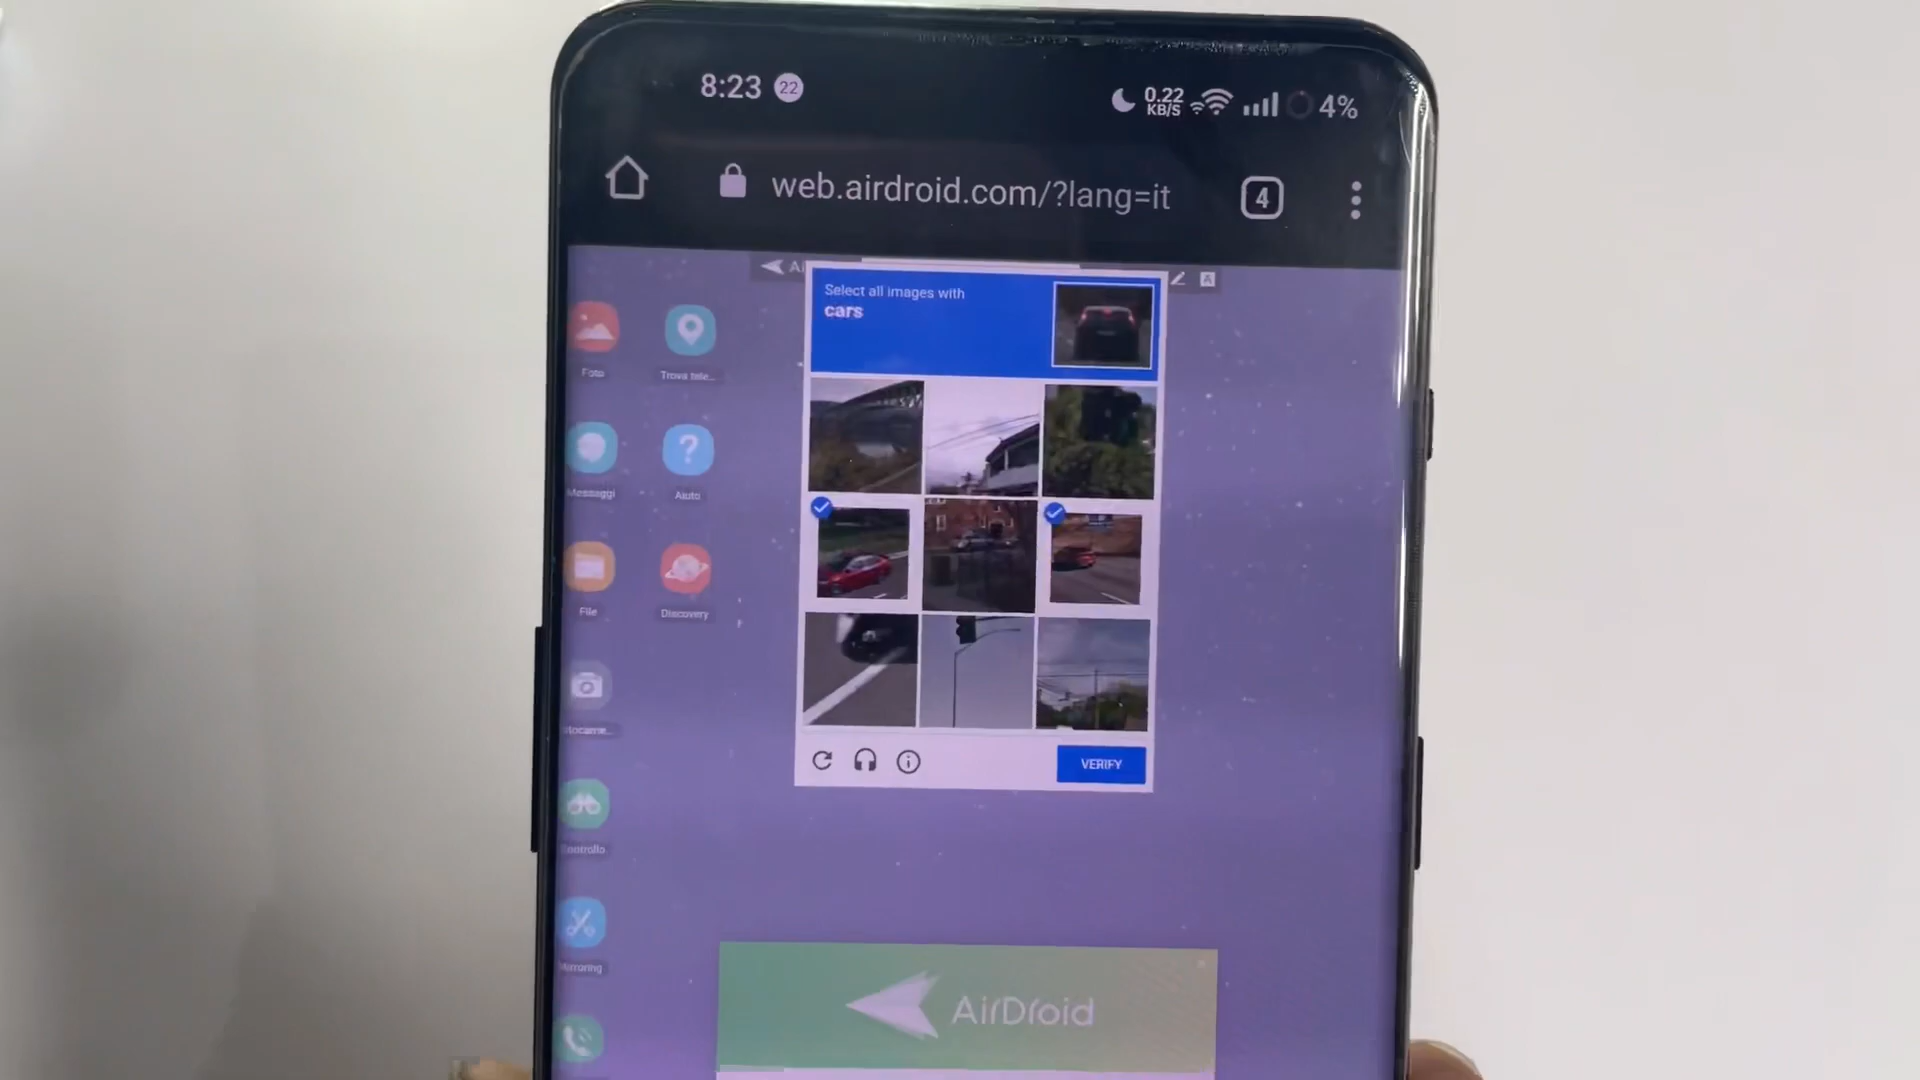 8:23 22 0.22 KB/S 4%
web.airdroid.com/?lang=it 4
Select all images with
cars
Foto Trova tele...
Messaggi Aiuto
File Discovery
Controllo
Mirroring
VERIFY
AirDroid